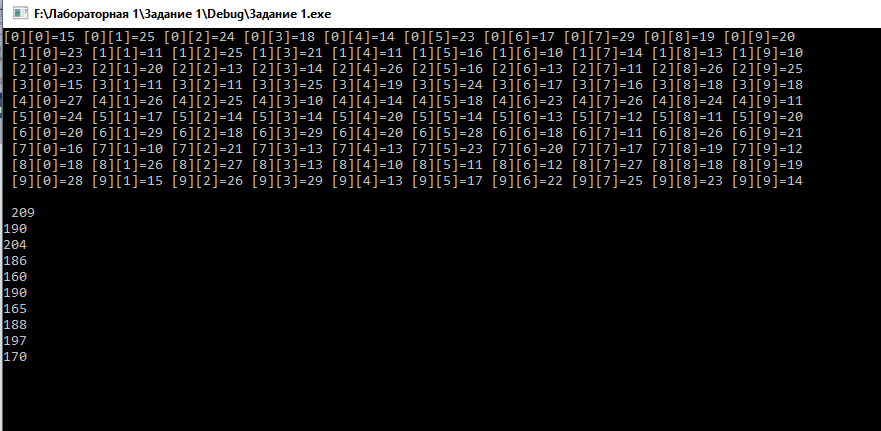 F:\Лабораторная 1\Задание 1\Debug\Задание 1.exe
[0][0]=15 [0][1]=25 [0][2]=24 [0][3]=18 [0][4]=14 [0][5]=23 [0][6]=17 [0][7]=29 [0][8]=19 [0][9]=20
[1][0]=23 [1][1]=11 [1][2]=25 [1][3]=21 [1][4]=11 [1][5]=16 [1][6]=10 [1][7]=14 [1][8]=13 [1][9]=10
[2][0]=23 [2][1]=20 [2][2]=13 [2][3]=14 [2][4]=26 [2][5]=16 [2][6]=13 [2][7]=11 [2][8]=26 [2][9]=25
[3][0]=15 [3][1]=11 [3][2]=11 [3][3]=25 [3][4]=19 [3][5]=24 [3][6]=17 [3][7]=16 [3][8]=18 [3][9]=18
[4][0]=27 [4][1]=26 [4][2]=25 [4][3]=10 [4][4]=14 [4][5]=18 [4][6]=23 [4][7]=26 [4][8]=24 [4][9]=11
[5][0]=24 [5][1]=17 [5][2]=14 [5][3]=14 [5][4]=20 [5][5]=14 [5][6]=13 [5][7]=12 [5][8]=11 [5][9]=20
[6][0]=20 [6][1]=29 [6][2]=18 [6][3]=29 [6][4]=20 [6][5]=28 [6][6]=18 [6][7]=11 [6][8]=26 [6][9]=21
[7][0]=16 [7][1]=10 [7][2]=21 [7][3]=13 [7][4]=13 [7][5]=23 [7][6]=20 [7][7]=17 [7][8]=19 [7][9]=12
[8][0]=18 [8][1]=26 [8][2]=27 [8][3]=13 [8][4]=10 [8][5]=11 [8][6]=12 [8][7]=27 [8][8]=18 [8][9]=19
[9][0]=28 [9][1]=15 [9][2]=26 [9][3]=29 [9][4]=13 [9][5]=17 [9][6]=22 [9][7]=25 [9][8]=23 [9][9]=14
209
190
204
186
160
190
165
188
197
170